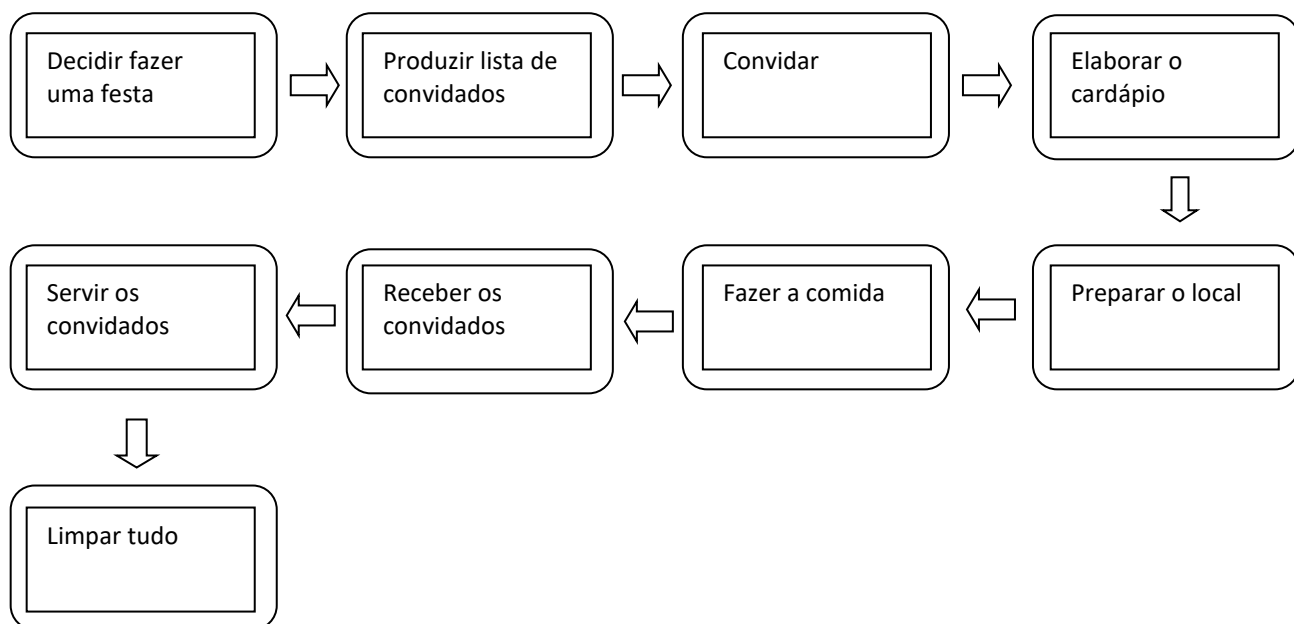 Decidir fazer
uma festa
Produzir lista de
convidados
Convidar
Elaborar o
cardápio
Preparar o local
Fazer a comida
Receber os
convidados
Servir os
convidados
Limpar tudo